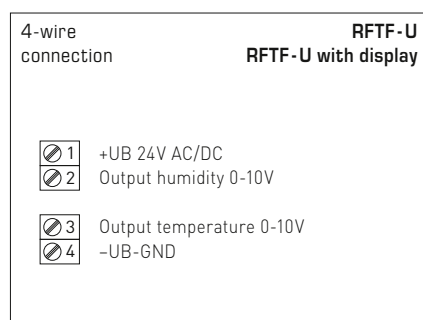 4-wire RFTF-U
connection RFTF-U with display
1 +UB 24V AC/DC
2 Output humidity 0-10V
3 Output temperature 0-10V
4 –UB-GND